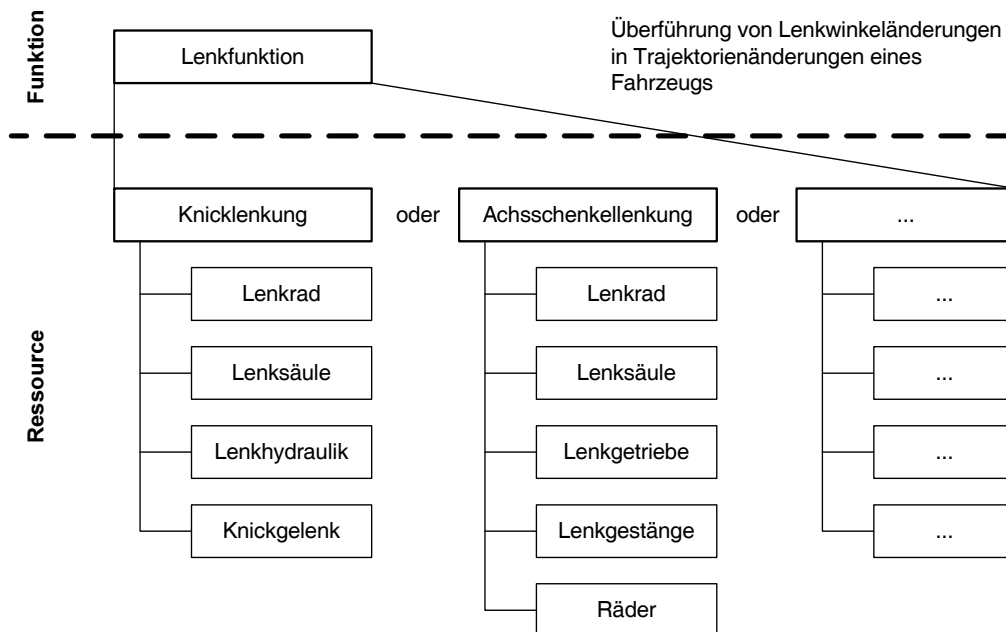 Funktion
Lenkfunktion
Überführung von Lenkwinkeländerungen
in Trajektorienänderungen eines
Fahrzeugs
Ressource
Knicklenkung
oder
Achsschenkellenkung
oder
...
Lenkrad
Lenksäule
Lenkhydraulik
Knickgelenk
Lenkrad
Lenksäule
Lenkgetriebe
Lenkgestänge
Räder
...
...
...
...